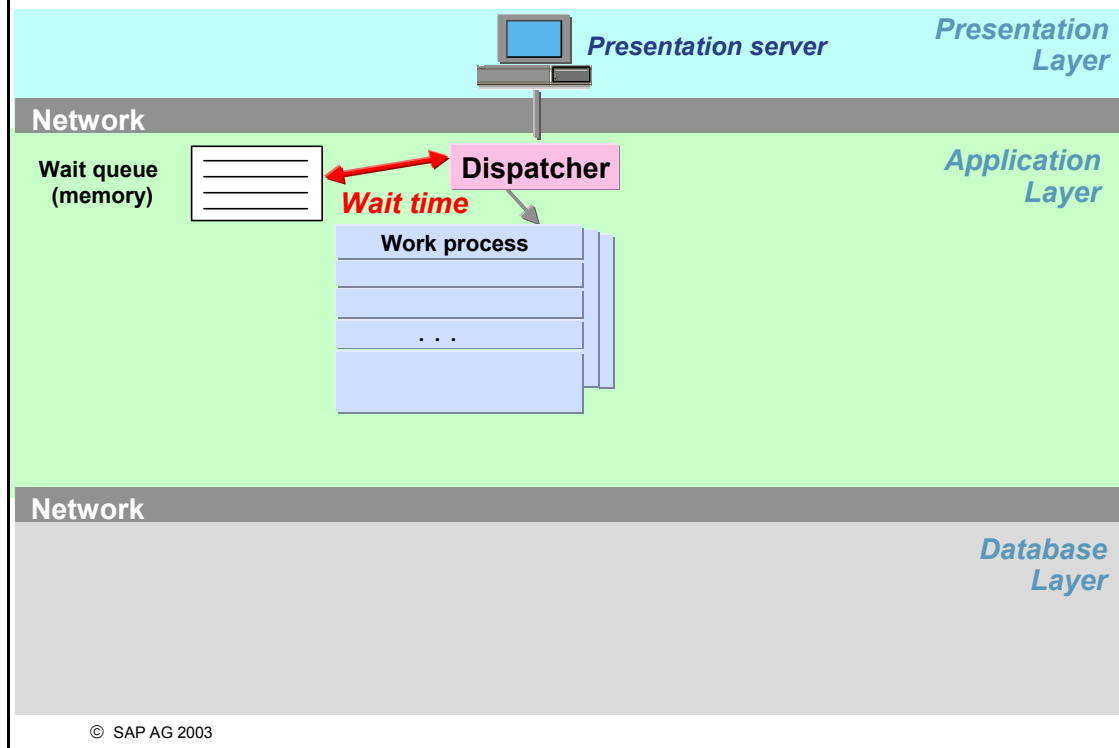 Presentation server
Presentation
Layer
Network
Wait queue
(memory)
Dispatcher
Wait time
Application
Layer
Work process
. . .
Network
Database
Layer
© SAP AG 2003